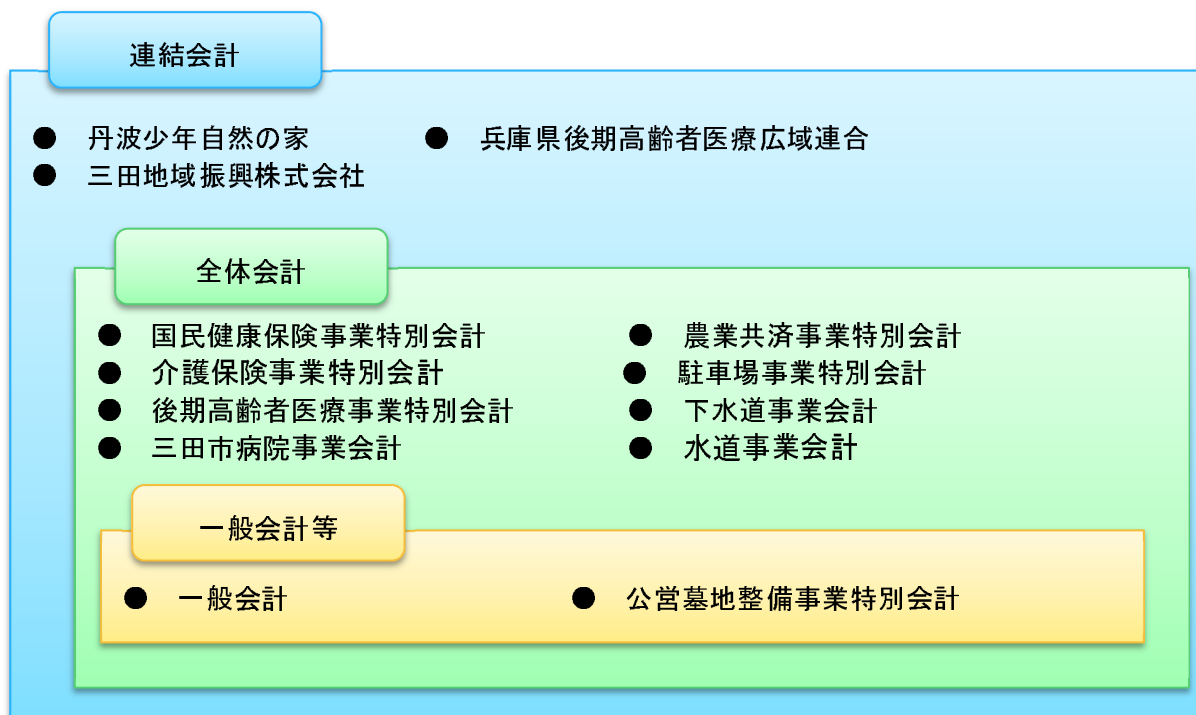 連結会計
● 丹波少年自然の家 ● 兵庫県後期高齢者医療広域連合
● 三田地域振興株式会社
全体会計
● 国民健康保険事業特別会計 ● 農業共済事業特別会計
● 介護保険事業特別会計 ● 駐車場事業特別会計
● 後期高齢者医療事業特別会計 ● 下水道事業会計
● 三田市病院事業会計 ● 水道事業会計
一般会計等
● 一般会計 ● 公営墓地整備事業特別会計